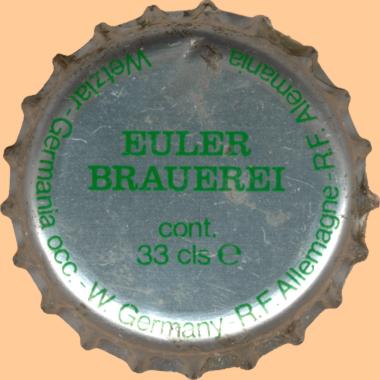 EULER
BRAUEREI
cont.
33 cls ℮
Wetzlar-Germania occ.-W. Germany-R.F. Allemagne-R.F. Alemania